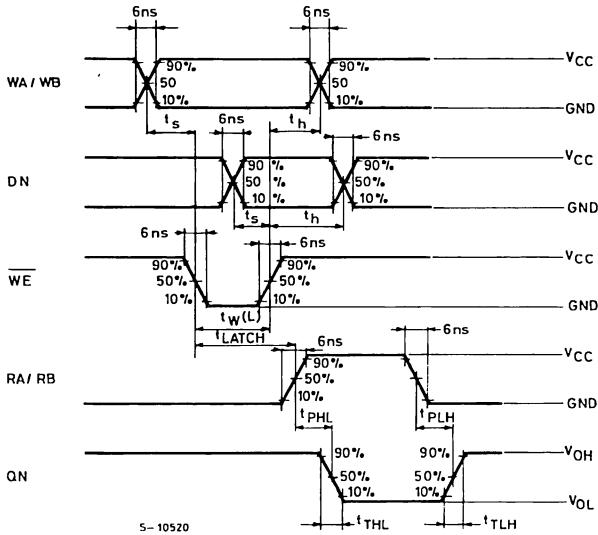 6ns 6ns
VCC
90% 90%
WA/WB 50 50
10% 10%
GND
ts th
6ns 6ns
VCC
90% 90%
DN 50% 50%
10% 10%
GND
ts th
6ns 6ns
VCC
90% 90%
WE 50% 50%
10% 10%
GND
tW(L)
tLATCH
6ns 6ns
VCC
90%
RA/RB 50%
10%
GND
tPHL tPLH
VOH
90% 90%
QN 50% 50%
10% 10%
VOL
tTHL tTLH
S-10520